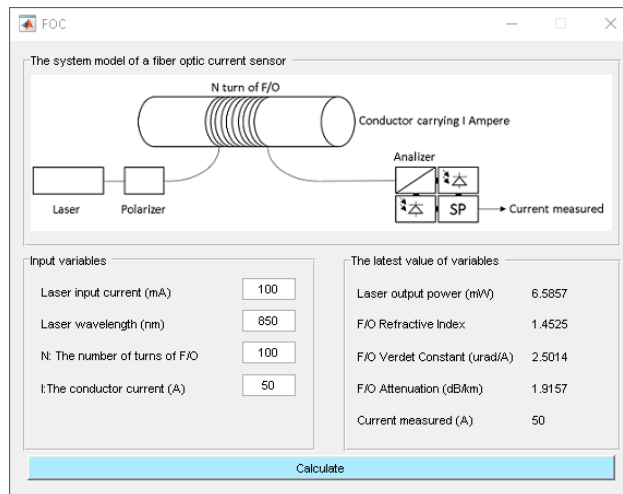 FOC
The system model of a fiber optic current sensor
N turn of F/O
Conductor carrying I Ampere
Analizer
Laser
Polarizer
SP
Current measured
Input variables
Laser input current (mA) 100
Laser wavelength (nm) 850
N: The number of turns of F/O 100
I:The conductor current (A) 50
The latest value of variables
Laser output power (mW) 6.5857
F/O Refractive Index 1.4525
F/O Verdet Constant (urad/A) 2.5014
F/O Attenuation (dB/km) 1.9157
Current measured (A) 50
Calculate